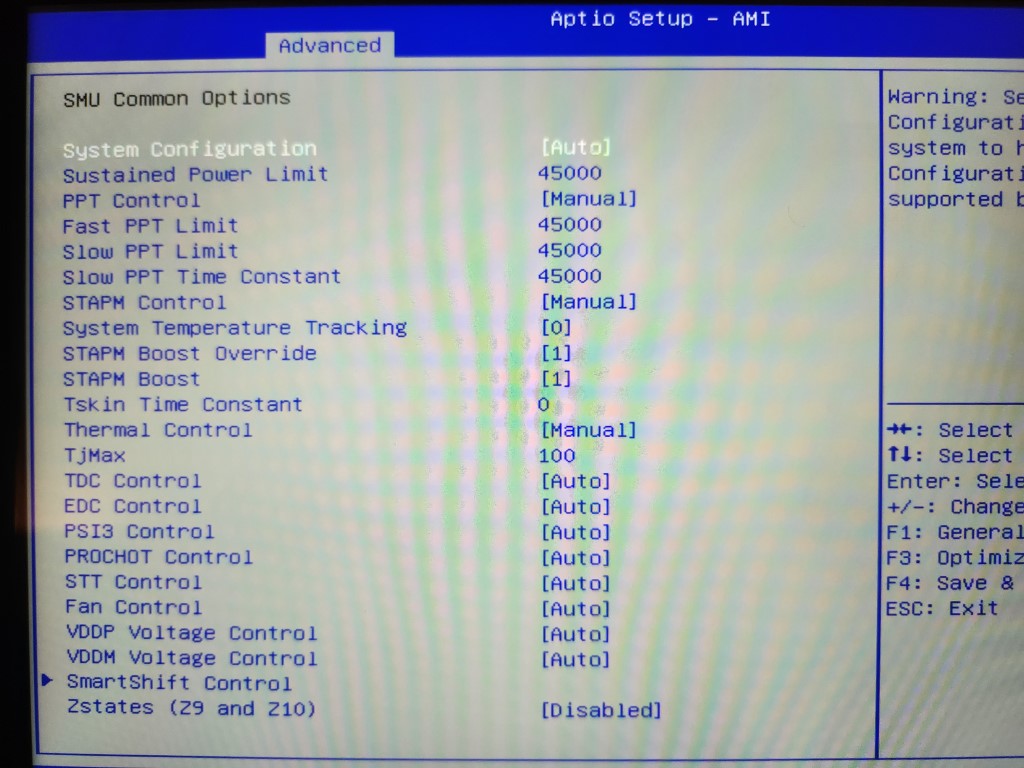 Aptio Setup - AMI
Advanced
SMU Common Options
System Configuration [Auto]
Sustained Power Limit 45000
PPT Control [Manual]
Fast PPT Limit 45000
Slow PPT Limit 45000
Slow PPT Time Constant 45000
STAPM Control [Manual]
System Temperature Tracking [0]
STAPM Boost Override [1]
STAPM Boost [1]
Tskin Time Constant 0
Thermal Control [Manual]
TjMax 100
TDC Control [Auto]
EDC Control [Auto]
PSI3 Control [Auto]
PROCHOT Control [Auto]
STT Control [Auto]
Fan Control [Auto]
VDDP Voltage Control [Auto]
VDDM Voltage Control [Auto]
SmartShift Control
Zstates (Z9 and Z10) [Disabled]
Warning: Se
Configurati
system to h
Configurati
supported b
→←: Select
↑↓: Select
Enter: Sele
+/-: Change
F1: General
F3: Optimiz
F4: Save &
ESC: Exit